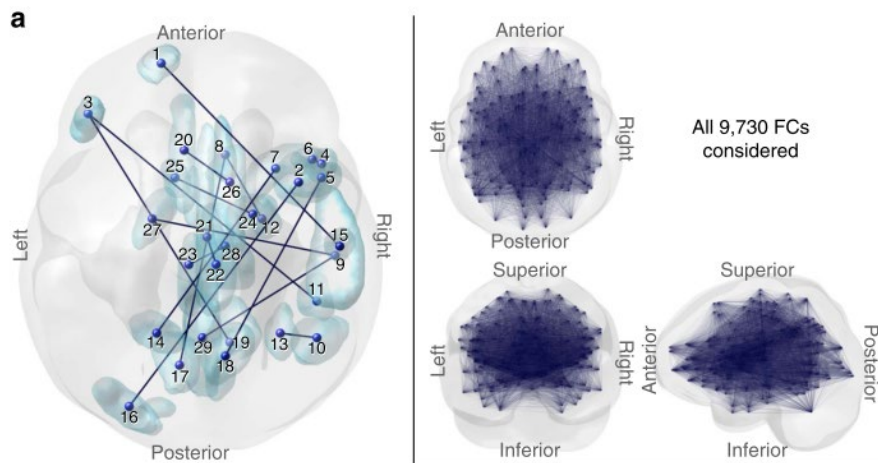 a
Anterior
1
3
20
8
7
6
4
25
2
5
26
24
12
27
21
15
Left
Right
23
28
9
22
11
14
29
19
13
10
17
18
16
Posterior
Anterior
Left
Right
Posterior
All 9,730 FCs
considered
Superior
Left
Right
Inferior
Superior
Anterior
Posterior
Inferior